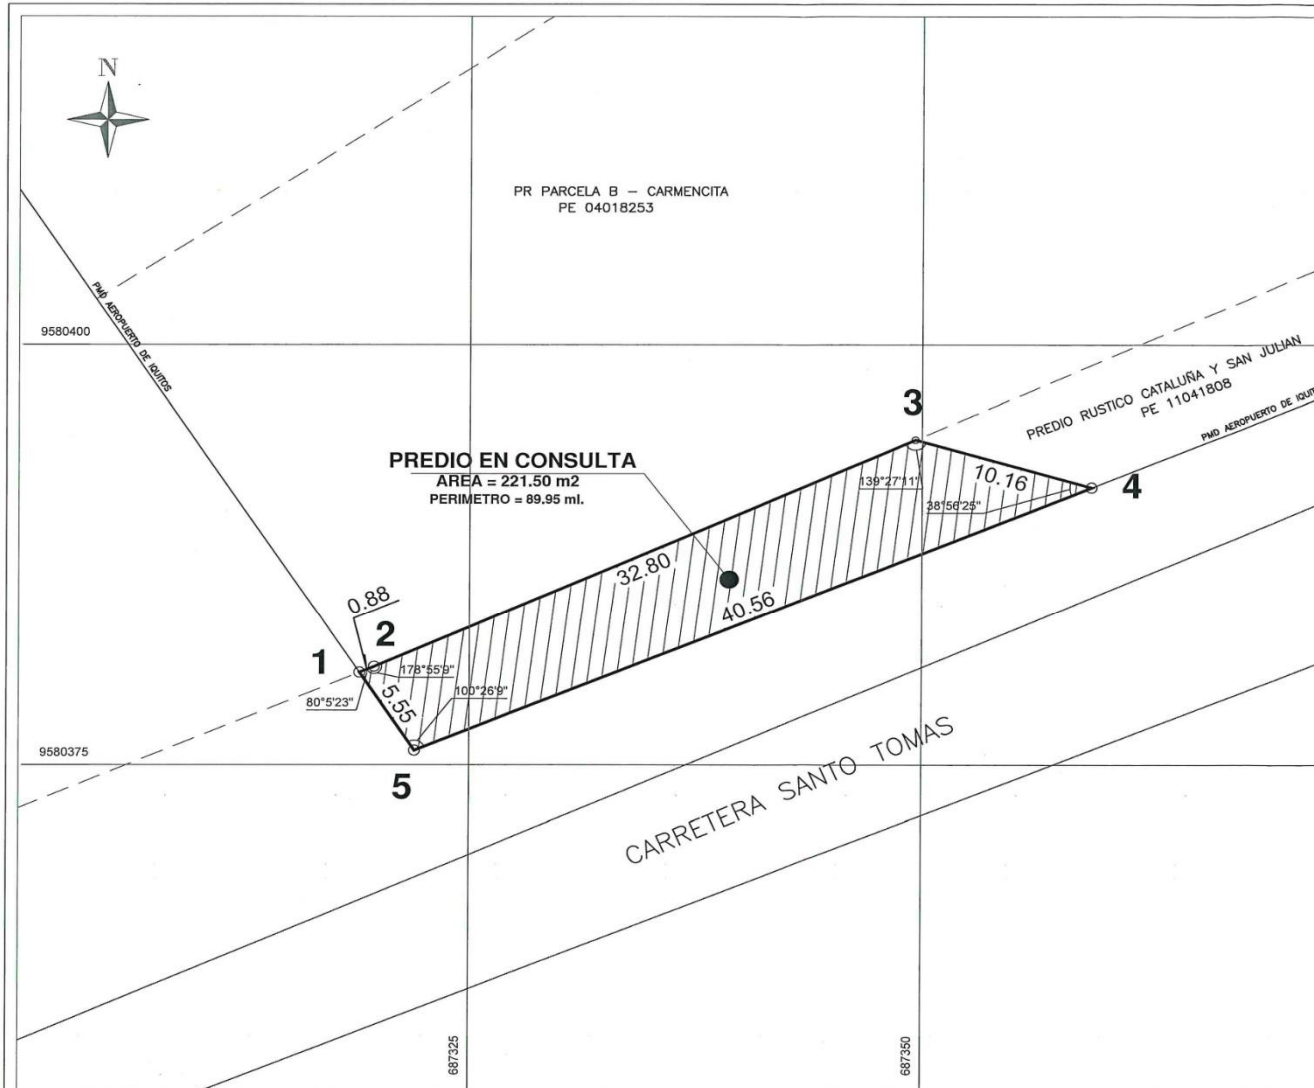 N
PR PARCELA B – CARMENCITA
PE 04018253
PMD AEROPUERTO DE IQUITOS
9580400
PREDIO RUSTICO CATALUÑA Y SAN JULIAN
PE 11041808
PMD AEROPUERTO DE IQUIT
3
PREDIO EN CONSULTA
AREA = 221.50 m2
PERIMETRO = 89.95 ml.
139°27'11"
10.16
38°56'25"
4
32.80
40.56
0.88
2
1
178°55'9"
80°5'23"
5.55
100°26'9"
9580375
5
CARRETERA SANTO TOMAS
687325
687350